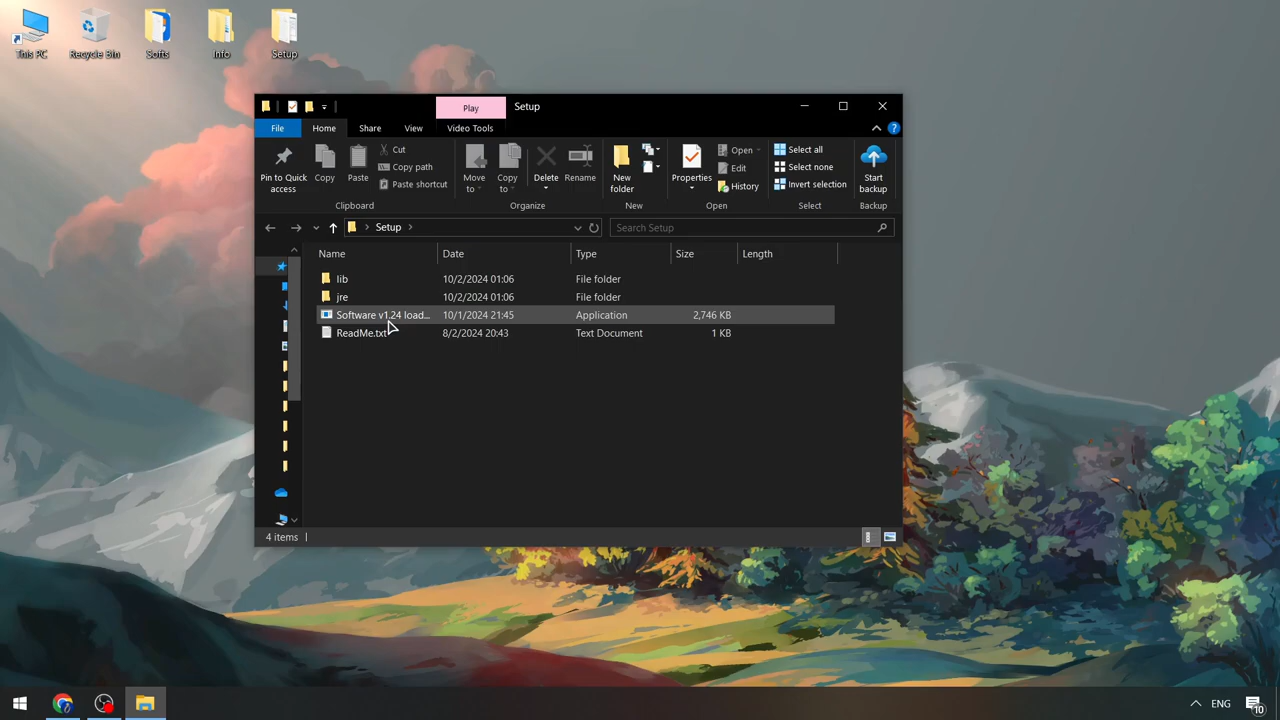 This PC
Recycle Bin
Softs
Info
Setup
Play
Setup
File
Home
Share
View
Video Tools
Pin to Quick access
Copy
Paste
Cut
Copy path
Paste shortcut
Move to
Copy to
Delete
Rename
New folder
Properties
Open
Edit
History
Select all
Select none
Invert selection
Start backup
Clipboard
Organize
New
Open
Select
Backup
Setup
Search Setup
Name
Date
Type
Size
Length
lib
10/2/2024 01:06
File folder
jre
10/2/2024 01:06
File folder
Software v1.24 load...
10/1/2024 21:45
Application
2,746 KB
ReadMe.txt
8/2/2024 20:43
Text Document
1 KB
4 items
ENG
10